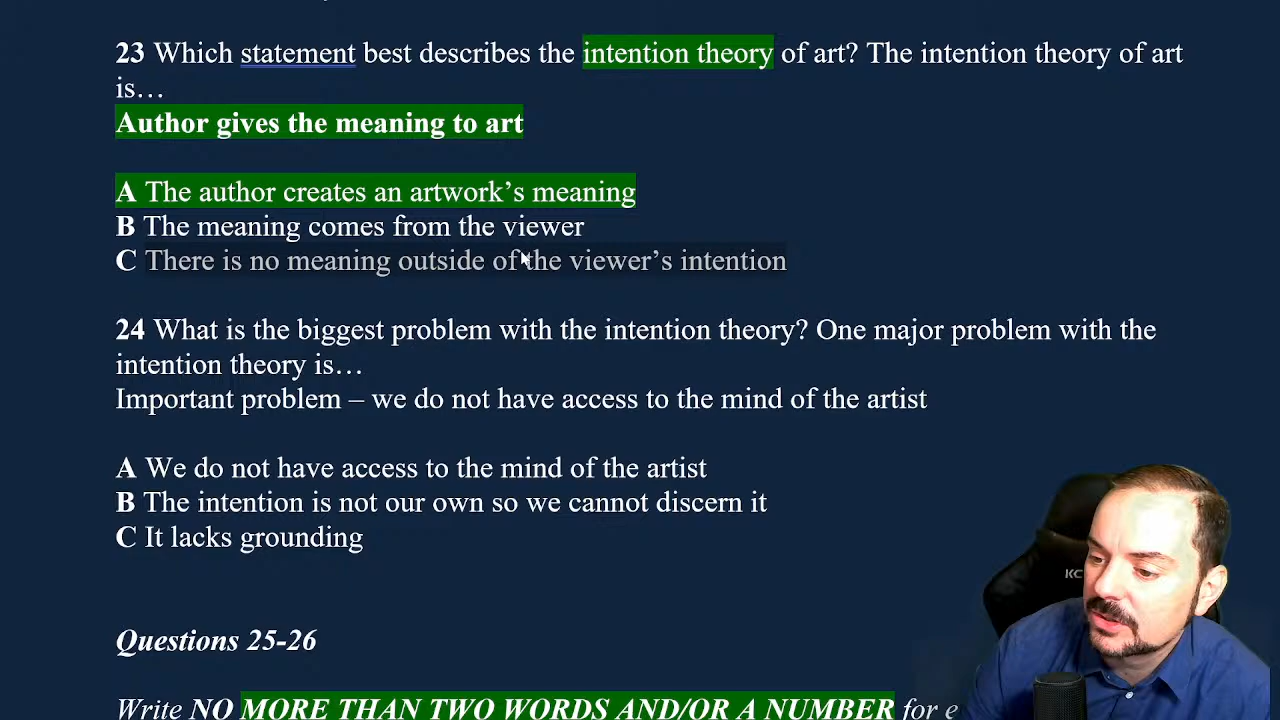 23 Which statement best describes the intention theory of art? The intention theory of art
is…
Author gives the meaning to art
A The author creates an artwork’s meaning
B The meaning comes from the viewer
C There is no meaning outside of the viewer’s intention
24 What is the biggest problem with the intention theory? One major problem with the
intention theory is…
Important problem – we do not have access to the mind of the artist
A We do not have access to the mind of the artist
B The intention is not our own so we cannot discern it
C It lacks grounding
KC
Questions 25-26
Write NO MORE THAN TWO WORDS AND/OR A NUMBER for e